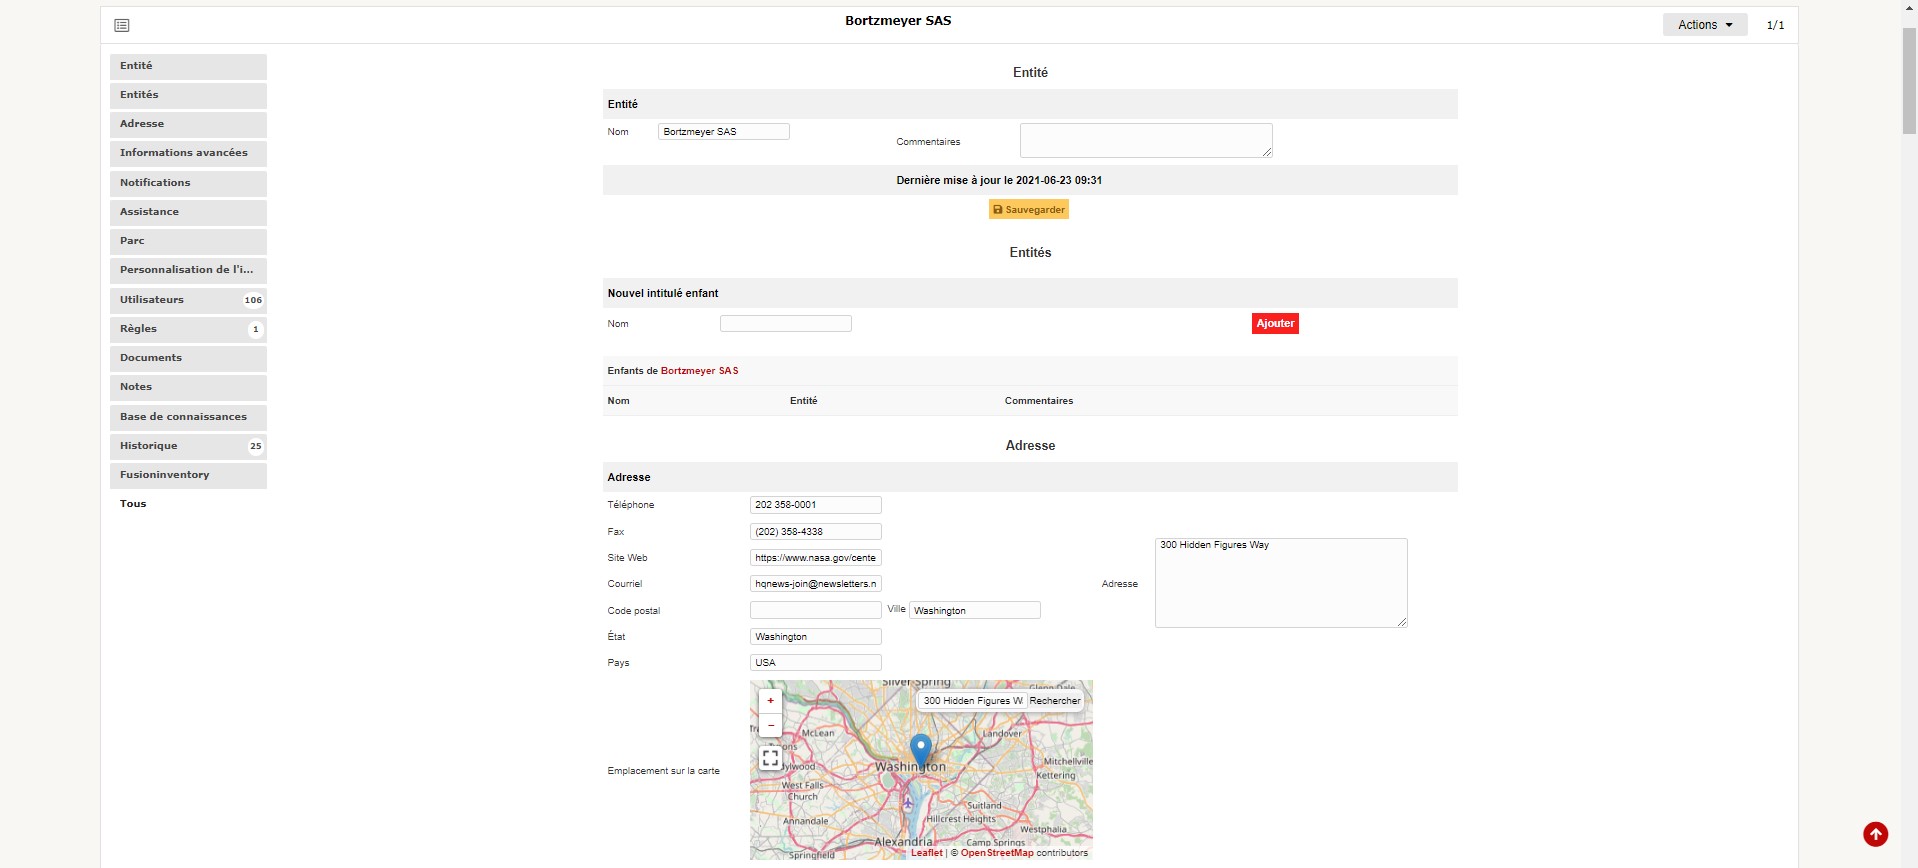 Bortzmeyer SAS
Actions
1/1
Entité
Entités
Adresse
Informations avancées
Notifications
Assistance
Parc
Personnalisation de l'i...
Utilisateurs 106
Règles 1
Documents
Notes
Base de connaissances
Historique 25
Fusioninventory
Tous
Entité
Entité
Nom Bortzmeyer SAS
Commentaires
Dernière mise à jour le 2021-06-23 09:31
Sauvegarder
Entités
Nouvel intitulé enfant
Nom
Ajouter
Enfants de Bortzmeyer SAS
Nom Entité Commentaires
Adresse
Adresse
Téléphone 202 358-0001
Fax (202) 358-4338
Site Web https://www.nasa.gov/cente
Courriel hqnews-join@newsletters.n
Adresse 300 Hidden Figures Way
Code postal Ville Washington
État Washington
Pays USA
Emplacement sur la carte
+
−
300 Hidden Figures W Rechercher
Silver Spring
Glenn Dale
McLean
Landover
Washington
Mitchellville
Kettering
West Falls
Church
Suitland
Annandale
Hillcrest Heights
Westphalia
Alexandria
Camp Springs
Springfield
Leaflet | © OpenStreetMap contributors